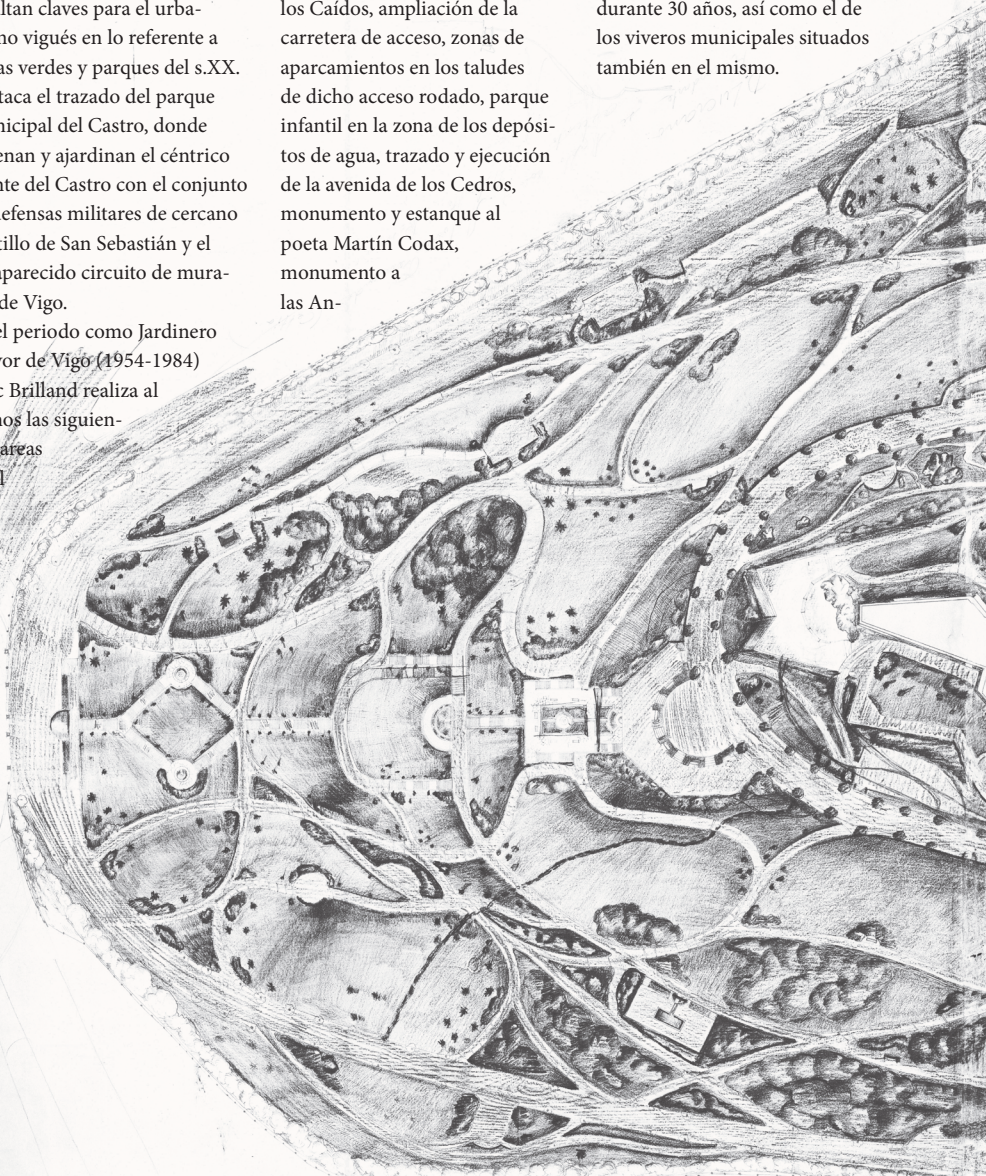 ltan claves para el urba-
no vigués en lo referente a
as verdes y parques del s.XX.
taca el trazado del parque
nicipal del Castro, donde
enan y ajardinan el céntrico
nte del Castro con el conjunto
defensas militares de cercano
tillo de San Sebastián y el
aparecido circuito de mura-
de Vigo.
el periodo como Jardinero
yor de Vigo (1954-1984)
c Brilland realiza al
nos las siguien-
areas
l
los Caídos, ampliación de la
carretera de acceso, zonas de
aparcamientos en los taludes
de dicho acceso rodado, parque
infantil en la zona de los depósi-
tos de agua, trazado y ejecución
de la avenida de los Cedros,
monumento y estanque al
poeta Martín Codax,
monumento a
las An-
durante 30 años, así como el de
los viveros municipales situados
también en el mismo.